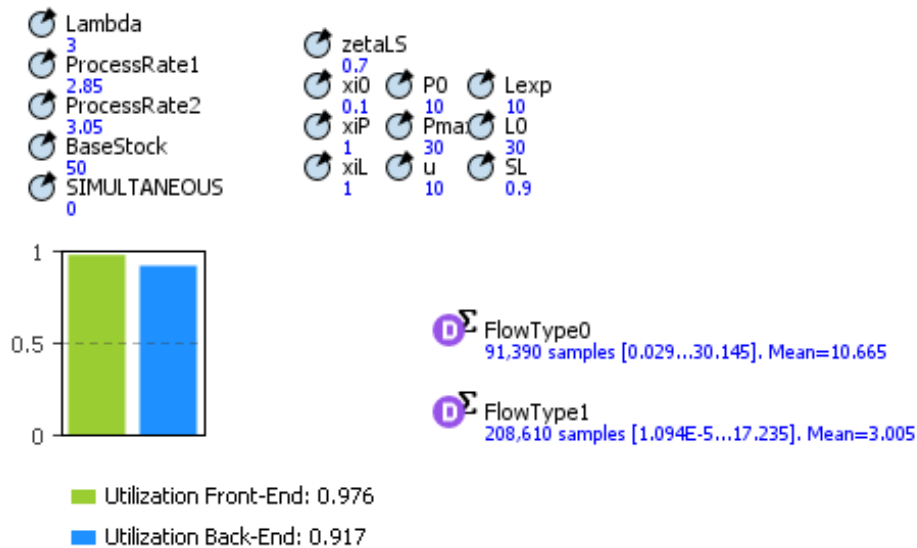 Lambda
3
ProcessRate1
2.85
ProcessRate2
3.05
BaseStock
50
SIMULTANEOUS
0
zetaLS
0.7
xi0 P0 Lexp
0.1 10 10
xiP Pma L0
1 30 30
xiL u SL
1 10 0.9
1
0.5
0
D Σ FlowType0
91,390 samples [0.029...30.145]. Mean=10.665
D Σ FlowType1
208,610 samples [1.094E-5...17.235]. Mean=3.005
Utilization Front-End: 0.976
Utilization Back-End: 0.917